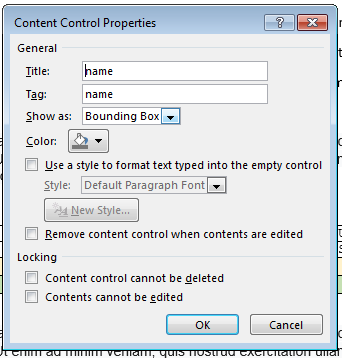 Content Control Properties
?
General
Title: name
Tag: name
Show as: Bounding Box
Color:
Use a style to format text typed into the empty control
Style: Default Paragraph Font
New Style...
Remove content control when contents are edited
Locking
Content control cannot be deleted
Contents cannot be edited
OK Cancel
ut enim ad minim veniam, quis nostrud exercitation